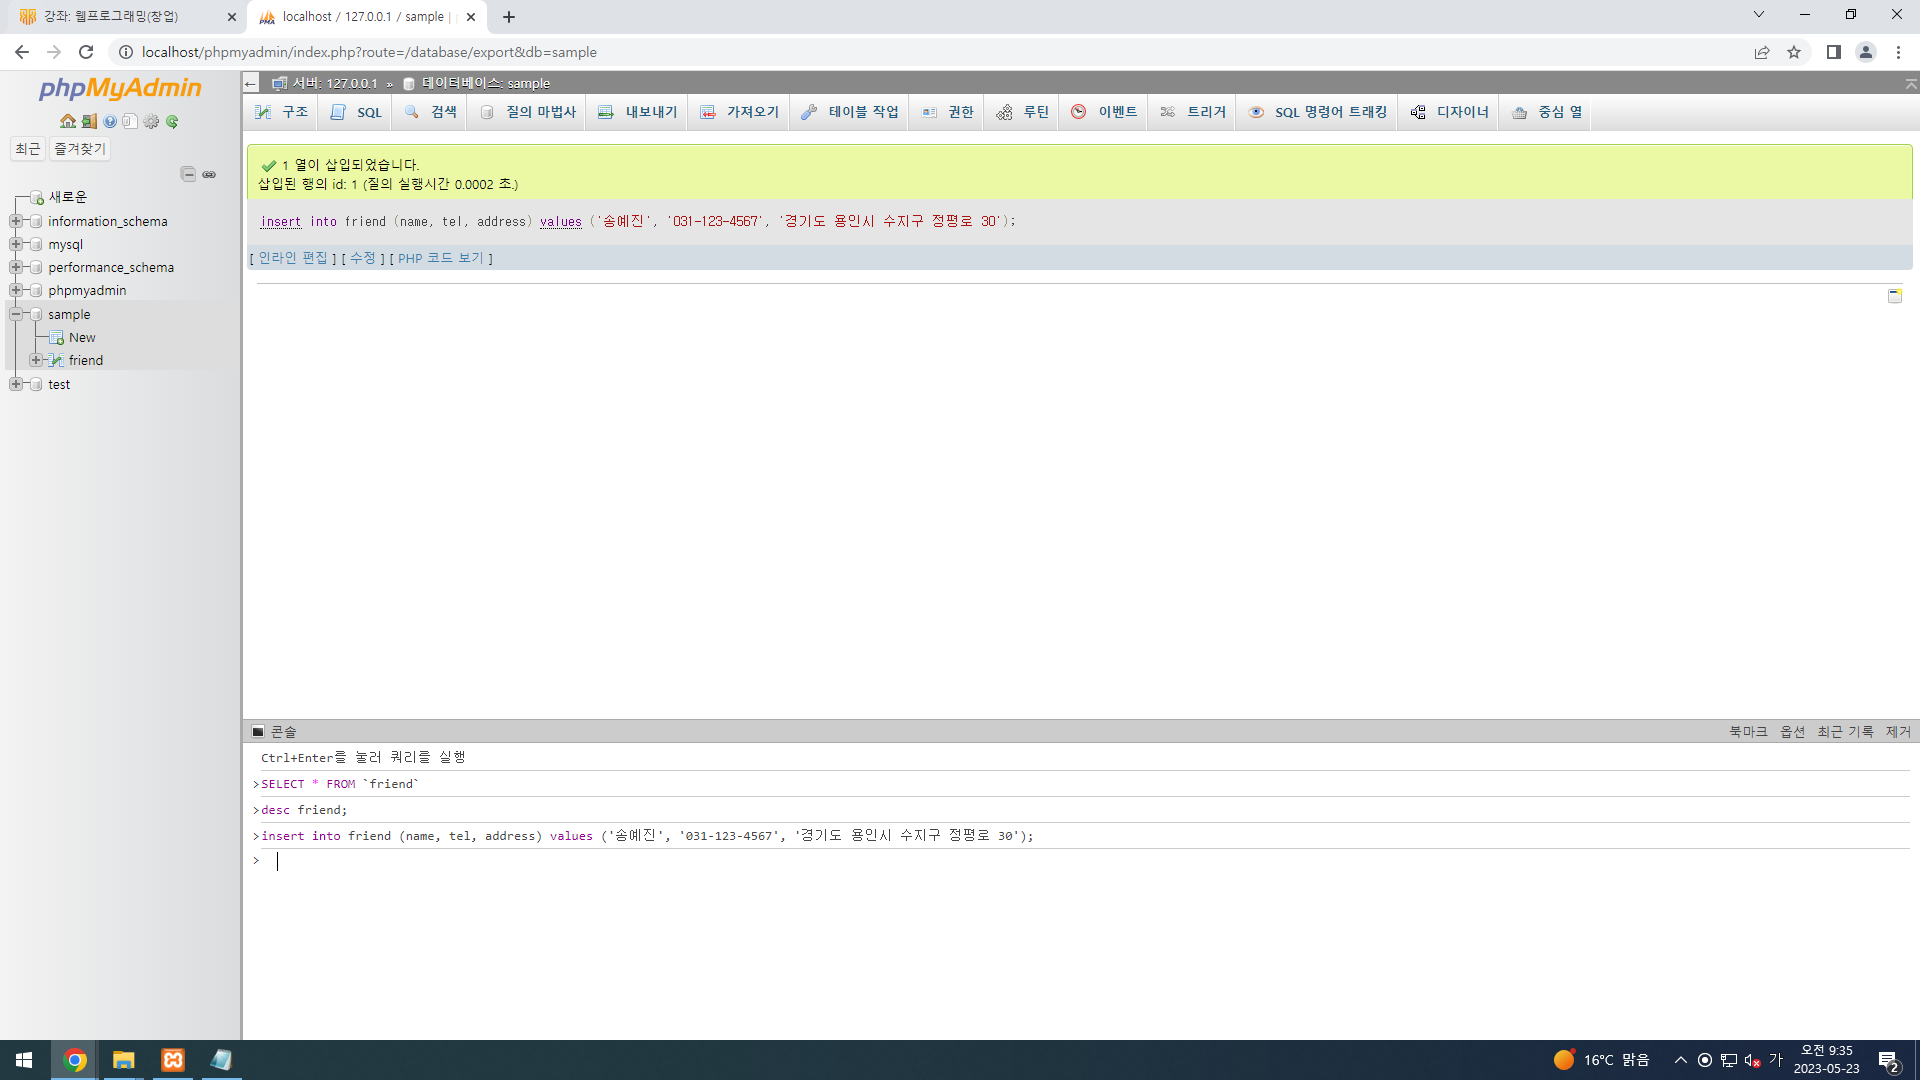 강좌: 웹프로그래밍(창업)
localhost / 127.0.0.1 / sample |
localhost/phpmyadmin/index.php?route=/database/export&db=sample
phpMyAdmin
서버: 127.0.0.1 » 데이터베이스: sample
구조 SQL 검색 질의 마법사 내보내기 가져오기 테이블 작업 권한 루틴 이벤트 트리거 SQL 명령어 트래킹 디자이너 중심 열
최근 즐겨찾기
새로운
information_schema
mysql
performance_schema
phpmyadmin
sample
New
friend
test
1 열이 삽입되었습니다.
삽입된 행의 id: 1 (질의 실행시간 0.0002 초.)
insert into friend (name, tel, address) values ('송예진', '031-123-4567', '경기도 용인시 수지구 정평로 30');
[ 인라인 편집 ] [ 수정 ] [ PHP 코드 보기 ]
콘솔 북마크 옵션 최근 기록 제거
Ctrl+Enter를 눌러 쿼리를 실행
>SELECT * FROM `friend`
>desc friend;
>insert into friend (name, tel, address) values ('송예진', '031-123-4567', '경기도 용인시 수지구 정평로 30');
>
16°C 맑음 가 오전 9:35
2023-05-23
2